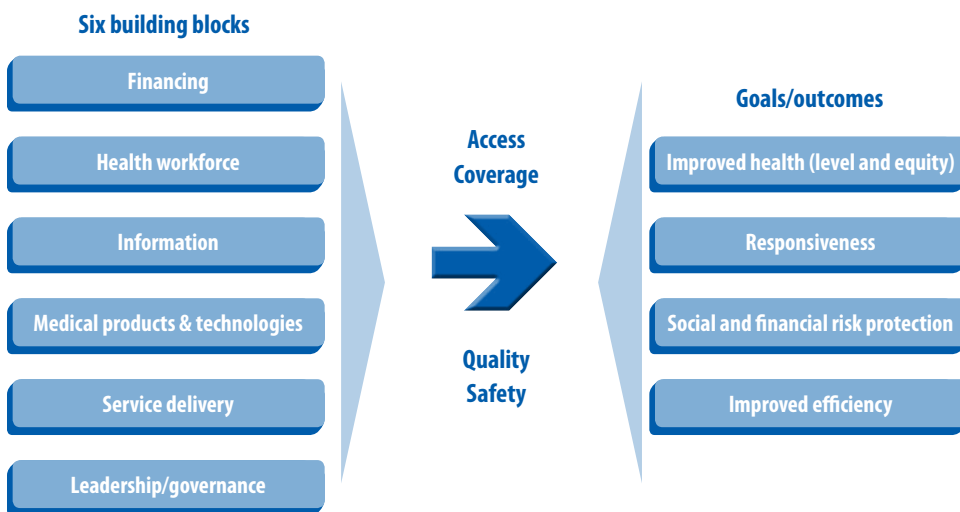 Six building blocks
Financing
Health workforce
Information
Medical products & technologies
Service delivery
Leadership/governance
Access
Coverage
Quality
Safety
Goals/outcomes
Improved health (level and equity)
Responsiveness
Social and financial risk protection
Improved efficiency